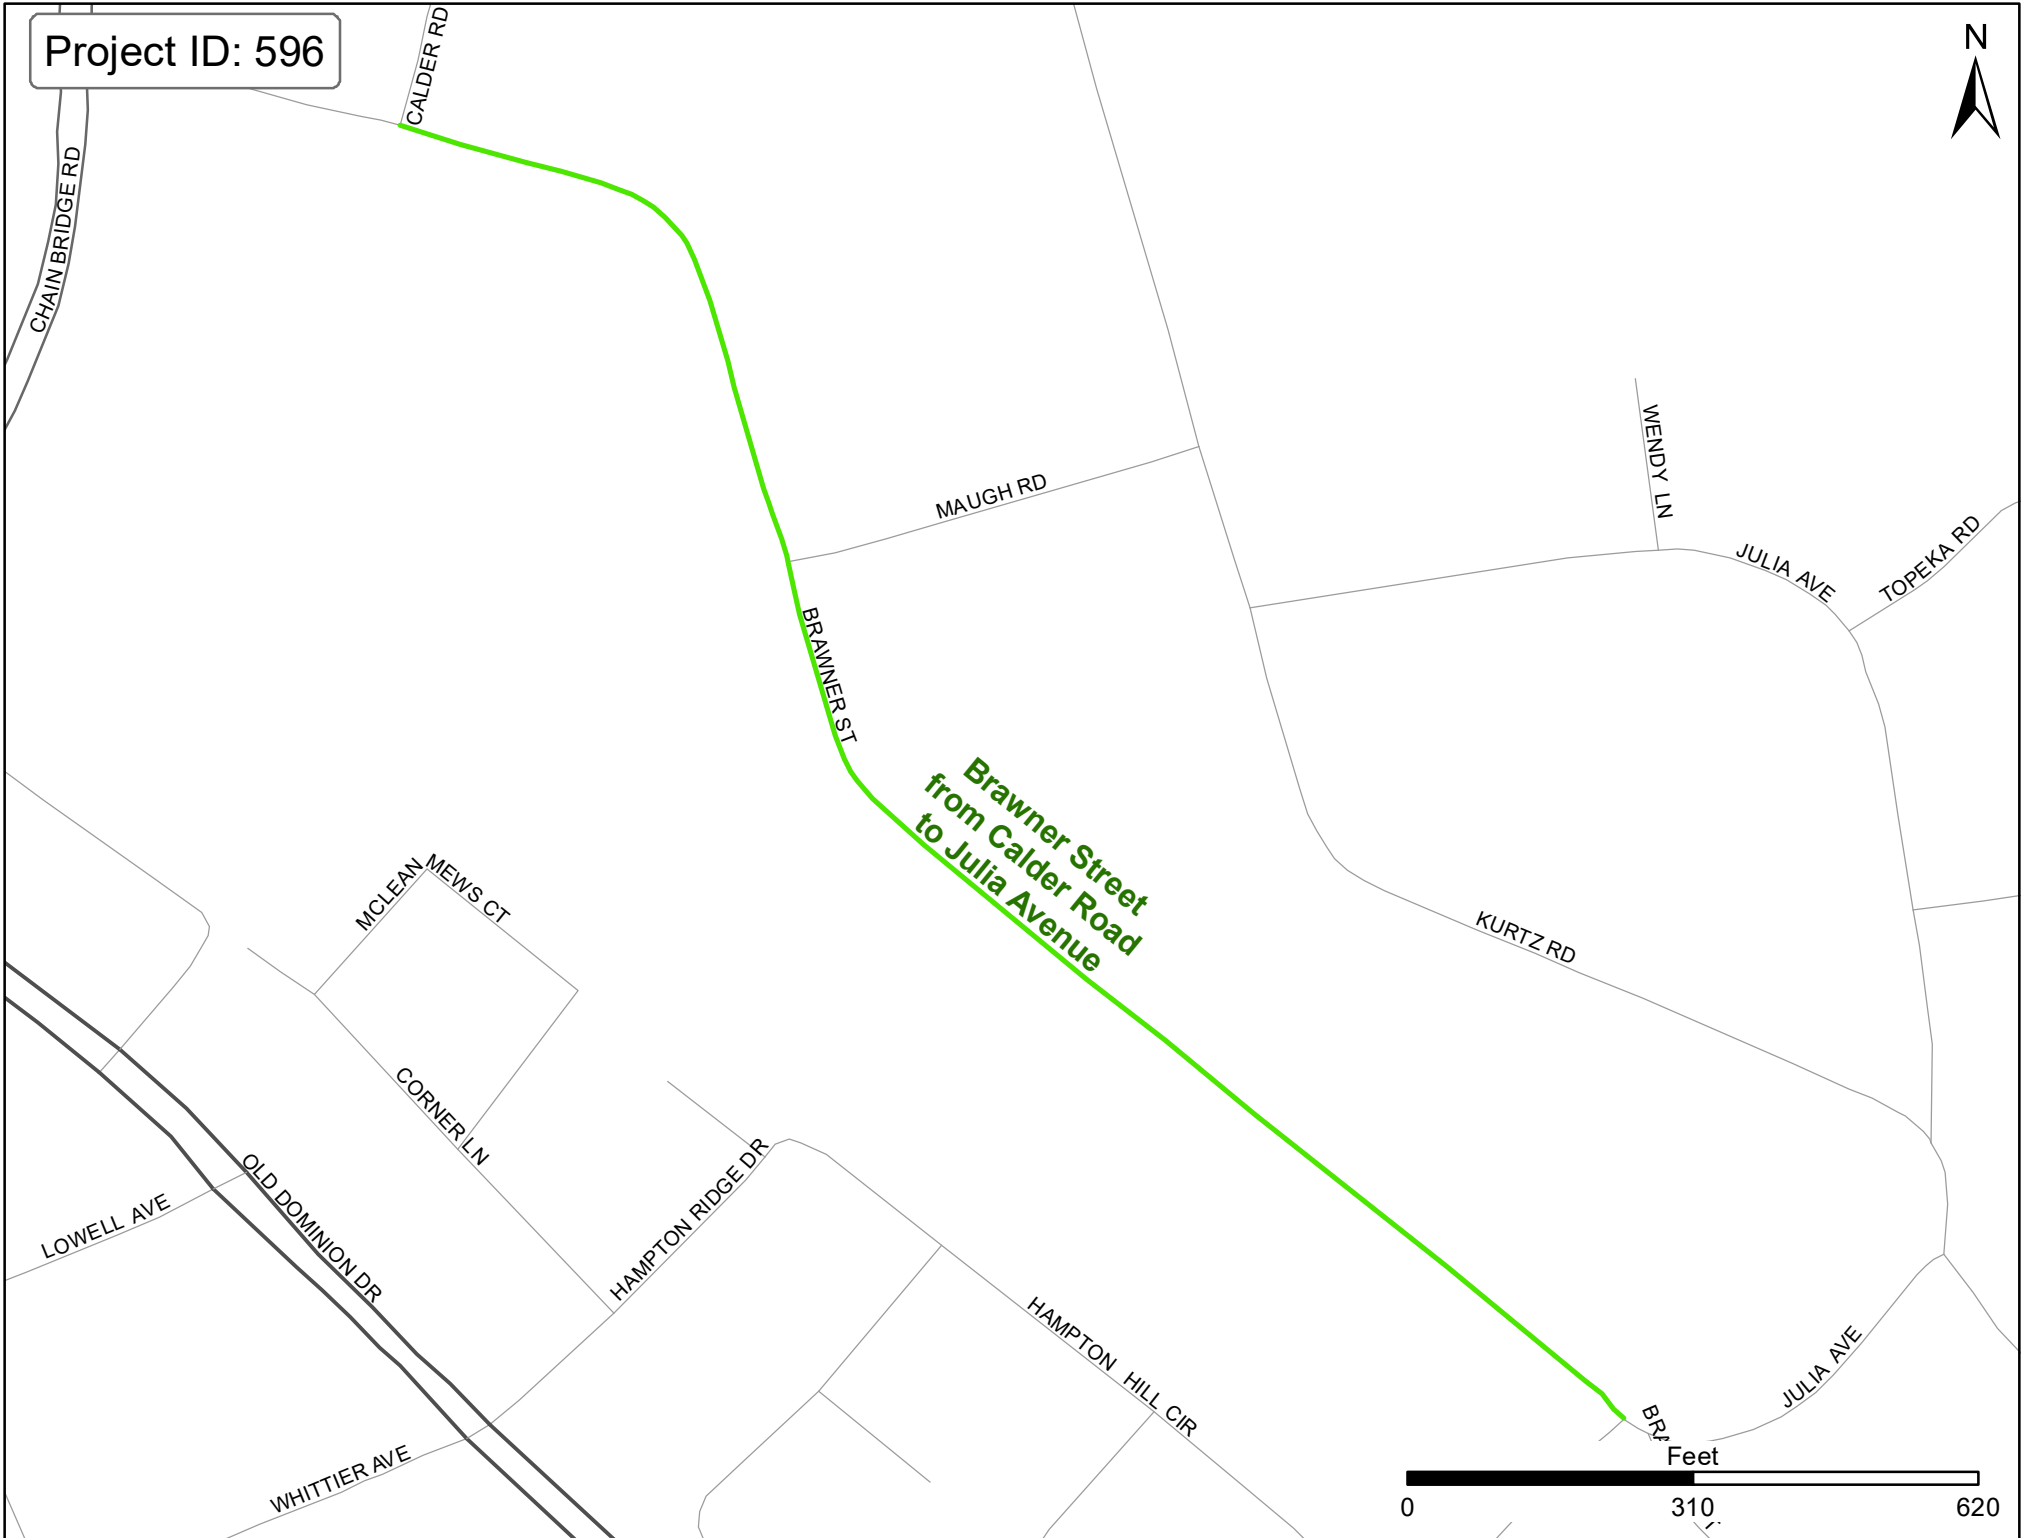 Project ID: 596
CALDER RD
N
CHAIN BRIDGE RD
MAUGH RD
WENDY LN
JULIA AVE
TOPEKA RD
BRAWNER ST
Brawner Street
from Calder Road
to Julia Avenue
MCLEAN MEWS CT
KURTZ RD
CORNER LN
HAMPTON RIDGE DR
OLD DOMINION DR
LOWELL AVE
HAMPTON HILL CIR
JULIA AVE
WHITTIER AVE
Feet
0 310 620